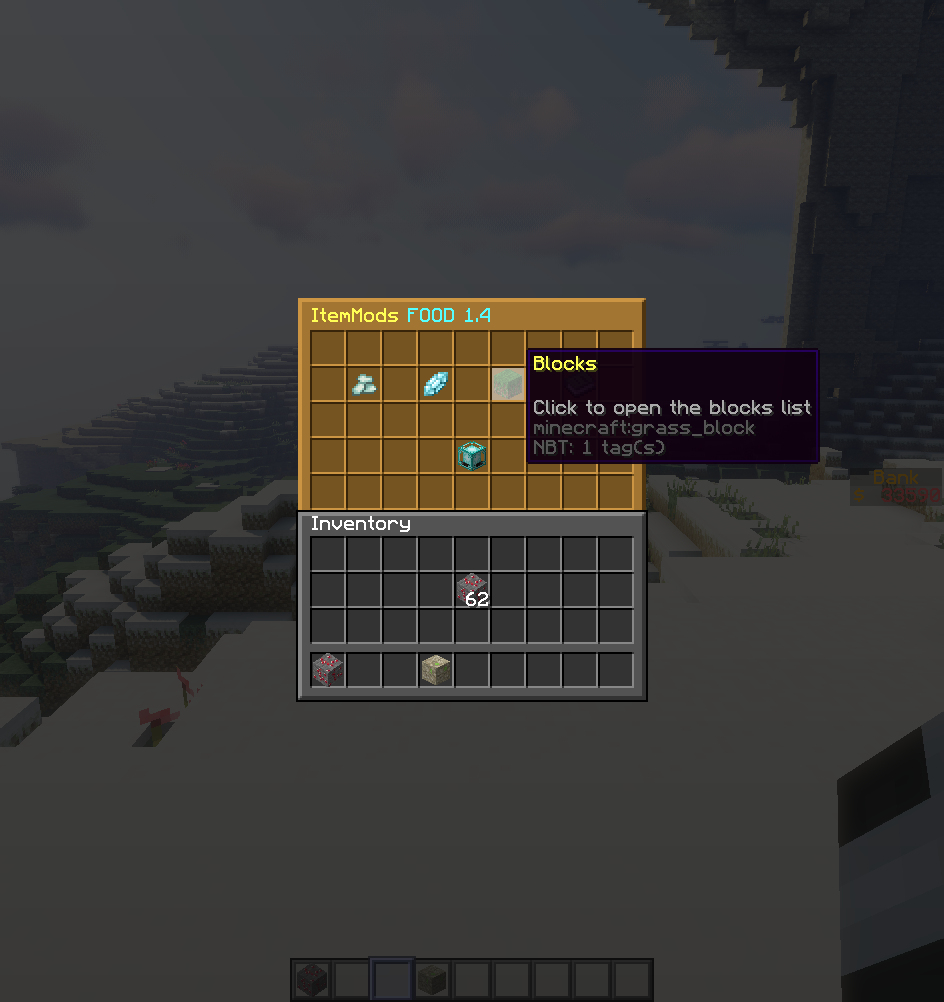 ItemMods FOOD 1.4
Blocks
Click to open the blocks list
minecraft:grass_block
NBT: 1 tag(s)
Bank
Inventory
62